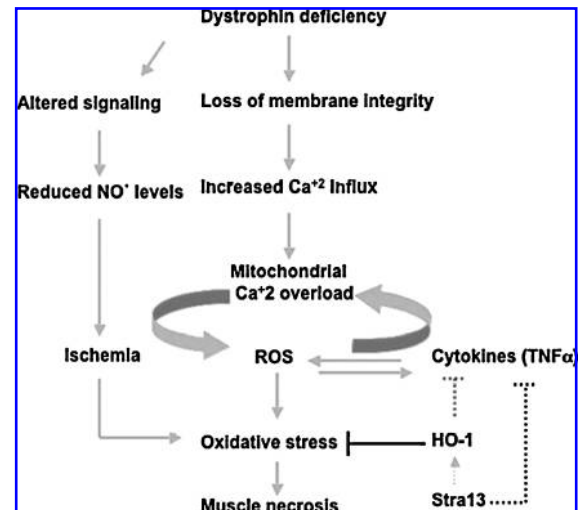 Dystrophin deficiency
Altered signaling
Loss of membrane integrity
Reduced NO˙ levels
Increased Ca⁺² Influx
Mitochondrial
Ca⁺2 overload
Ischemia
ROS
Cytokines (TNFα)
Oxidative stress
HO-1
Muscle necrosis
Stra13